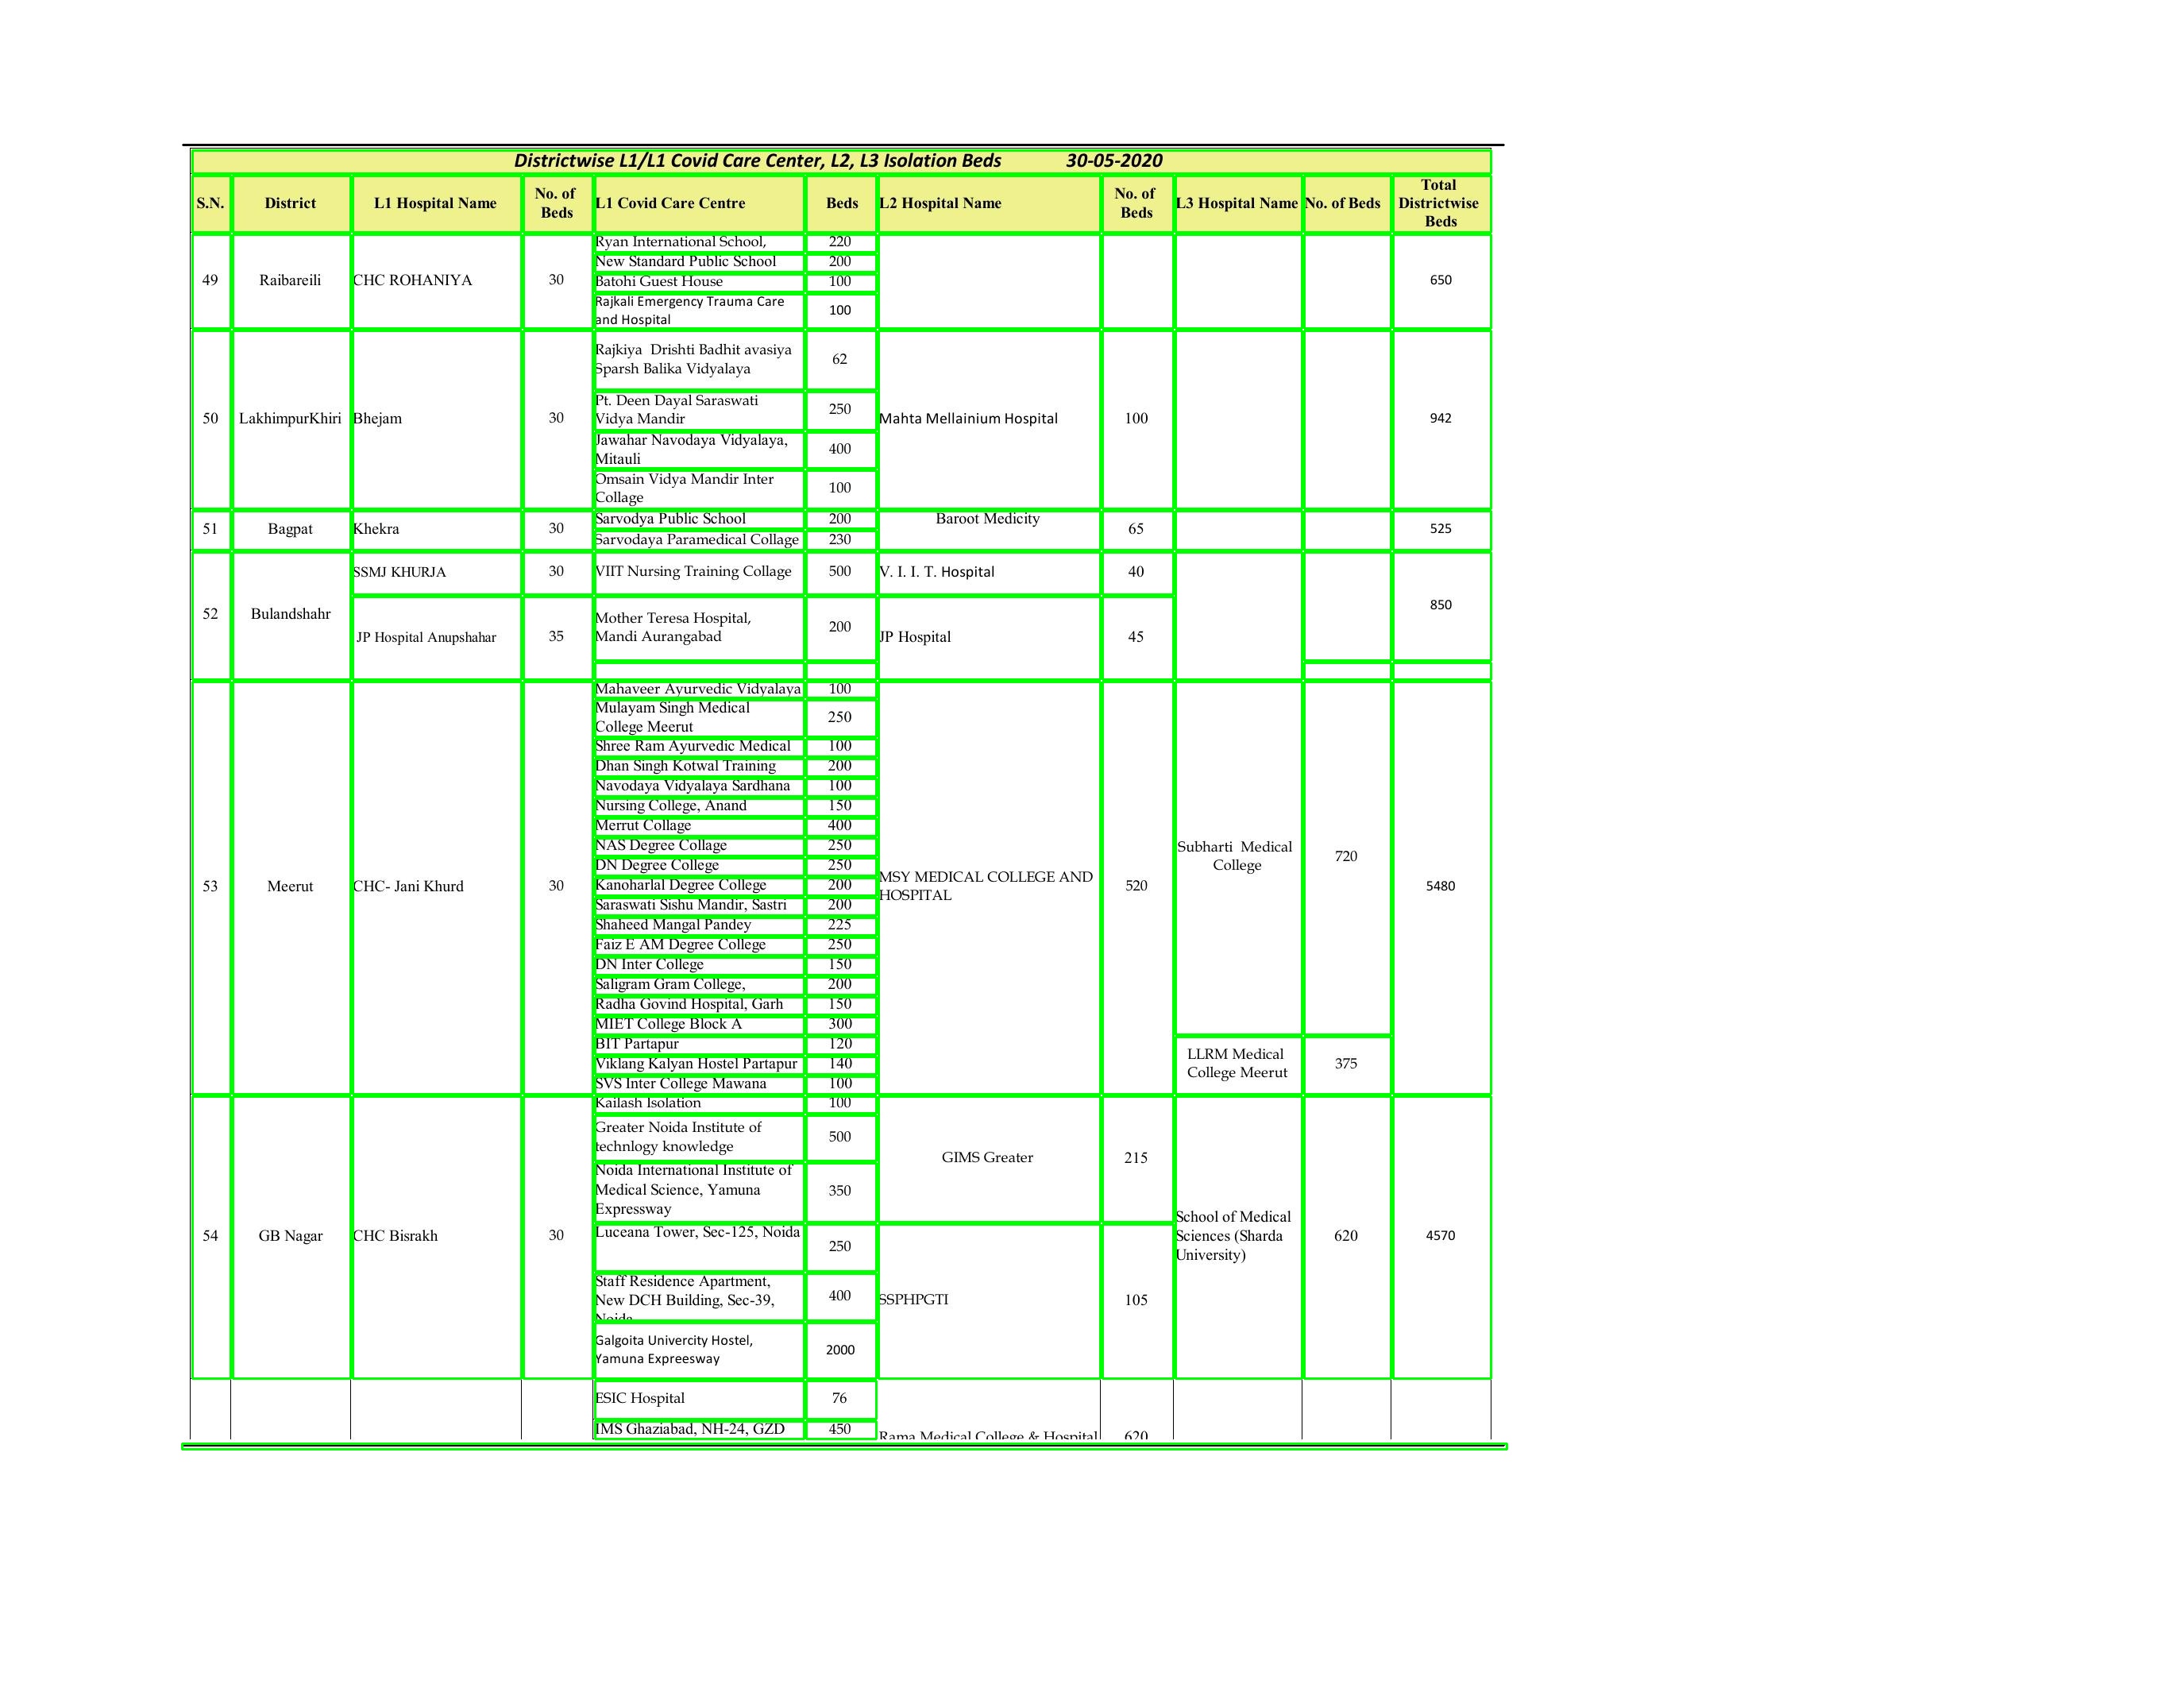 Districtwise L1/L1 Covid Care Center, L2, L3 Isolation Beds 30-05-2020
S.N. District L1 Hospital Name No. of Beds L1 Covid Care Centre Beds L2 Hospital Name No. of Beds L3 Hospital Name No. of Beds Total Districtwise Beds
49 Raibareili CHC ROHANIYA 30
Ryan International School, 220
New Standard Public School 200
Batohi Guest House 100
Rajkali Emergency Trauma Care
and Hospital 100
650
50 LakhimpurKhiri Bhejam 30
Rajkiya Drishti Badhit avasiya
Sparsh Balika Vidyalaya 62
Pt. Deen Dayal Saraswati
Vidya Mandir 250
Jawahar Navodaya Vidyalaya,
Mitauli 400
Omsain Vidya Mandir Inter
Collage 100
Mahta Mellainium Hospital 100
942
51 Bagpat Khekra 30
Sarvodya Public School 200
Sarvodaya Paramedical Collage 230
Baroot Medicity 65
525
52 Bulandshahr
SSMJ KHURJA 30 VIIT Nursing Training Collage 500 V. I. I. T. Hospital 40
JP Hospital Anupshahar 35
Mother Teresa Hospital,
Mandi Aurangabad 200
JP Hospital 45
850
53 Meerut CHC- Jani Khurd 30
Mahaveer Ayurvedic Vidyalaya 100
Mulayam Singh Medical
College Meerut 250
Shree Ram Ayurvedic Medical 100
Dhan Singh Kotwal Training 200
Navodaya Vidyalaya Sardhana 100
Nursing College, Anand 150
Merrut Collage 400
NAS Degree Collage 250
DN Degree College 250
Kanoharlal Degree College 200
Saraswati Sishu Mandir, Sastri 200
Shaheed Mangal Pandey 225
Faiz E AM Degree College 250
DN Inter College 150
Saligram Gram College, 200
Radha Govind Hospital, Garh 150
MIET College Block A 300
BIT Partapur 120
Viklang Kalyan Hostel Partapur 140
SVS Inter College Mawana 100
MSY MEDICAL COLLEGE AND
HOSPITAL 520
Subharti Medical
College 720
LLRM Medical
College Meerut 375
5480
54 GB Nagar CHC Bisrakh 30
Kailash Isolation 100
Greater Noida Institute of
technlogy knowledge 500
Noida International Institute of
Medical Science, Yamuna
Expressway 350
Luceana Tower, Sec-125, Noida 250
Staff Residence Apartment,
New DCH Building, Sec-39,
Noida 400
Galgoita Univercity Hostel,
Yamuna Expreesway 2000
GIMS Greater 215
SSPHPGTI 105
School of Medical
Sciences (Sharda
University) 620
4570
ESIC Hospital 76
IMS Ghaziabad, NH-24, GZD 450
Rama Medical College & Hospital 620